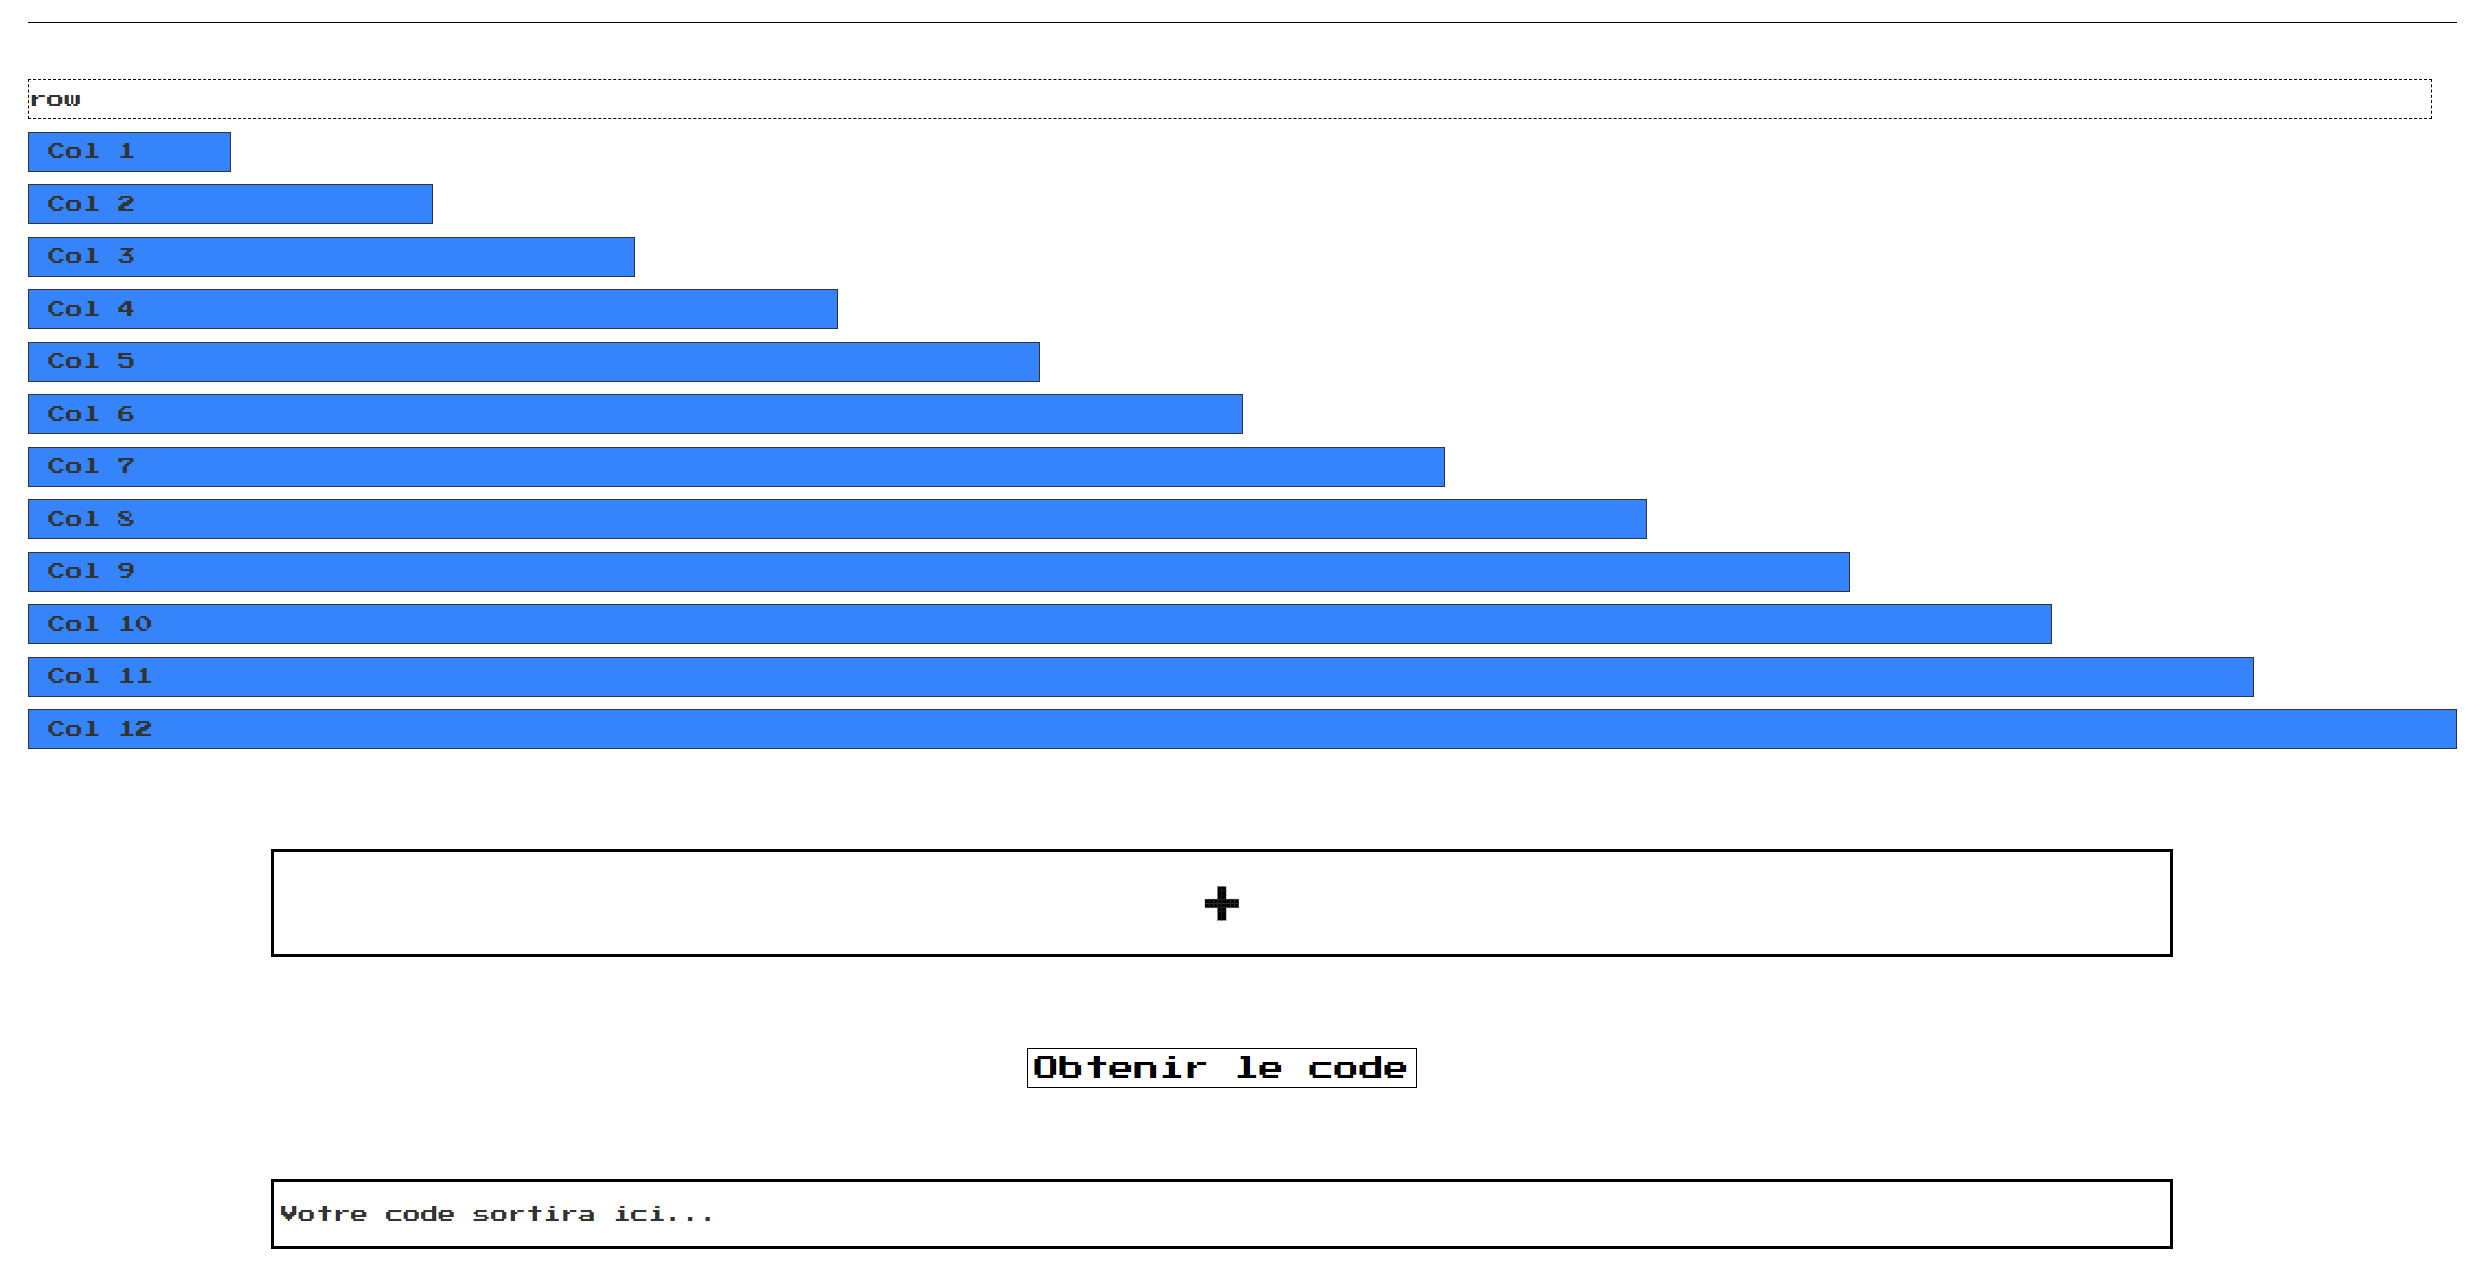 row
Col 1
Col 2
Col 3
Col 4
Col 5
Col 6
Col 7
Col 8
Col 9
Col 10
Col 11
Col 12
+
Obtenir le code
Votre code sortira ici...